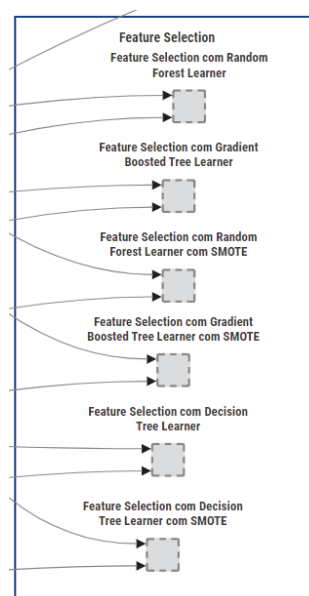 Feature Selection
Feature Selection com Random
Forest Learner
Feature Selection com Gradient
Boosted Tree Learner
Feature Selection com Random
Forest Learner com SMOTE
Feature Selection com Gradient
Boosted Tree Learner com SMOTE
Feature Selection com Decision
Tree Learner
Feature Selection com Decision
Tree Learner com SMOTE